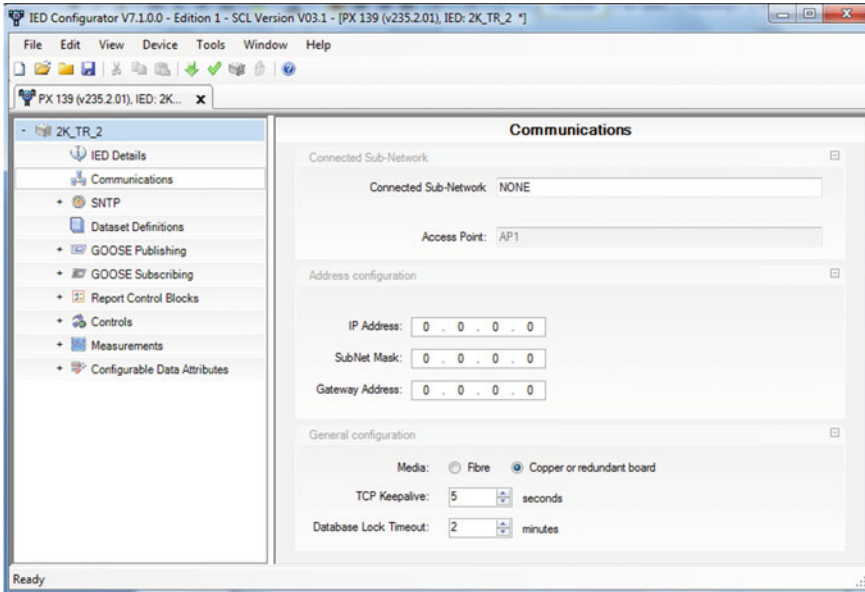 IED Configurator V7.1.0.0 - Edition 1 - SCL Version V03.1 - [PX 139 (v235.2.01), IED: 2K_TR_2 *]
File Edit View Device Tools Window Help
PX 139 (v235.2.01), IED: 2K... x
- 2K_TR_2
IED Details
Communications
+ SNTP
Dataset Definitions
+ GOOSE Publishing
+ GOOSE Subscribing
+ Report Control Blocks
+ Controls
+ Measurements
+ Configurable Data Attributes
Communications
Connected Sub-Network
Connected Sub-Network NONE
Access Point: AP1
Address configuration
IP Address: 0 . 0 . 0 . 0
SubNet Mask: 0 . 0 . 0 . 0
Gateway Address: 0 . 0 . 0 . 0
General configuration
Media: Fibre Copper or redundant board
TCP Keepalive: 5 seconds
Database Lock Timeout: 2 minutes
Ready